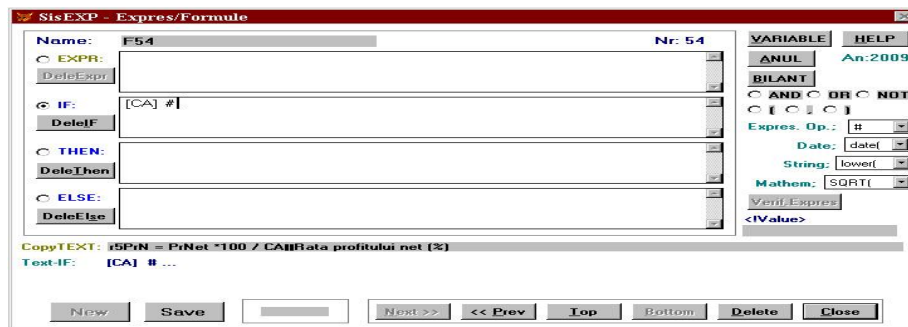 SisEXP - Expres/Formule
Name: F54 Nr: 54
EXPR:
DeleExpr
IF: [CA] #
DeleIF
THEN:
DeleThen
ELSE:
DeleElse
VARIABLE HELP
ANUL An:2009
BILANT
AND OR NOT
( , )
Expres. Op.; #
Date; date(
String; lower(
Mathem; SQRT(
Verif,Expres
<!Value>
CopyTEXT: r5PrN = PrNet *100 / CA||Rata profitului net (%)
Text-IF: [CA] # ...
New Save Next >> << Prev Top Bottom Delete Close